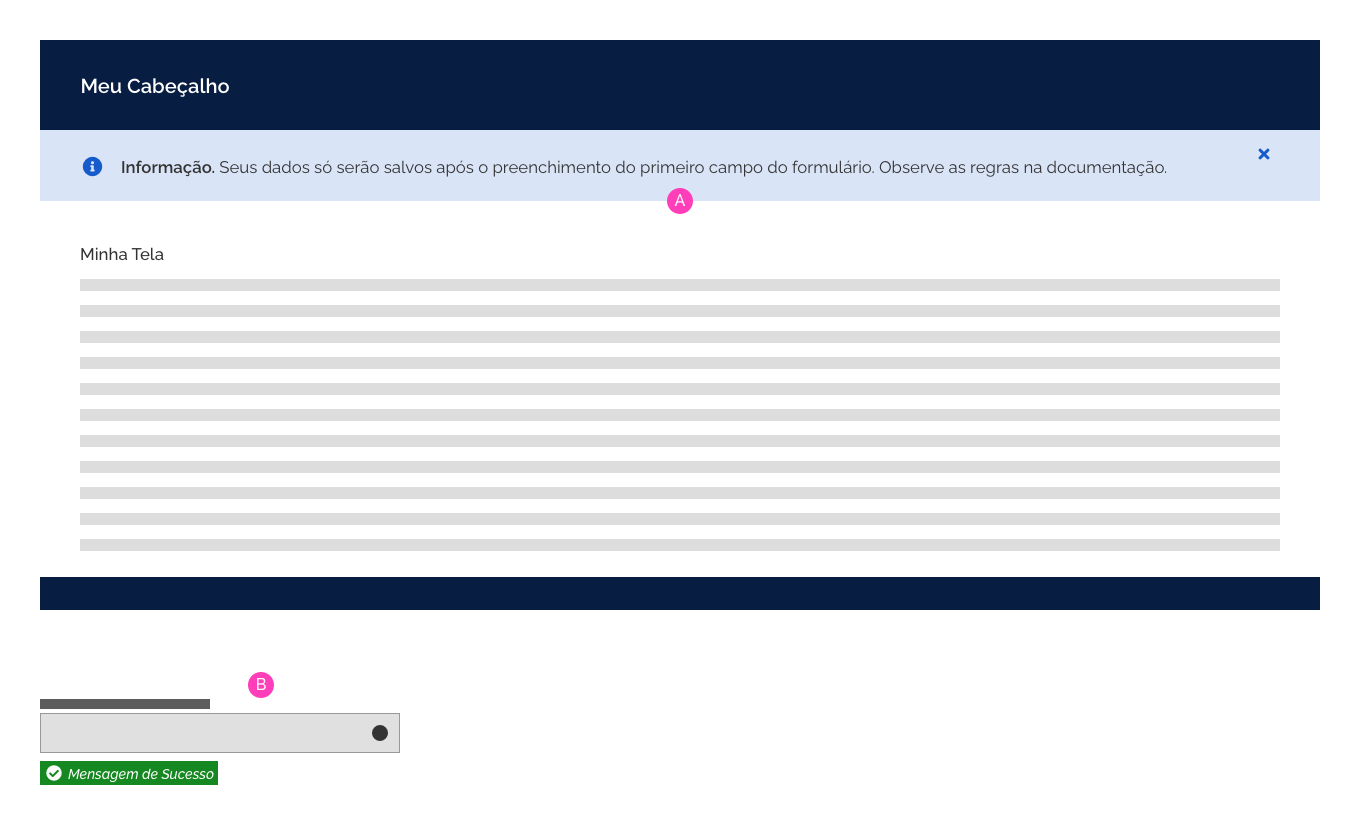 Meu Cabeçalho
Informação. Seus dados só serão salvos após o preenchimento do primeiro campo do formulário. Observe as regras na documentação.
A
Minha Tela
B
Mensagem de Sucesso